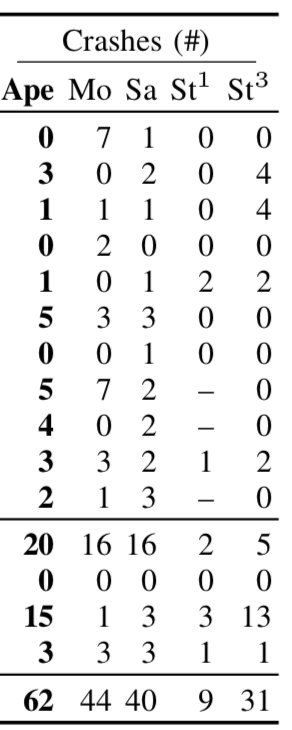 Crashes (#)
Ape Mo Sa St¹ St³
0 7 1 0 0
3 0 2 0 4
1 1 1 0 4
0 2 0 0 0
1 0 1 2 2
5 3 3 0 0
0 0 1 0 0
5 7 2 – 0
4 0 2 – 0
3 3 2 1 2
2 1 3 – 0
20 16 16 2 5
0 0 0 0 0
15 1 3 3 13
3 3 3 1 1
62 44 40 9 31